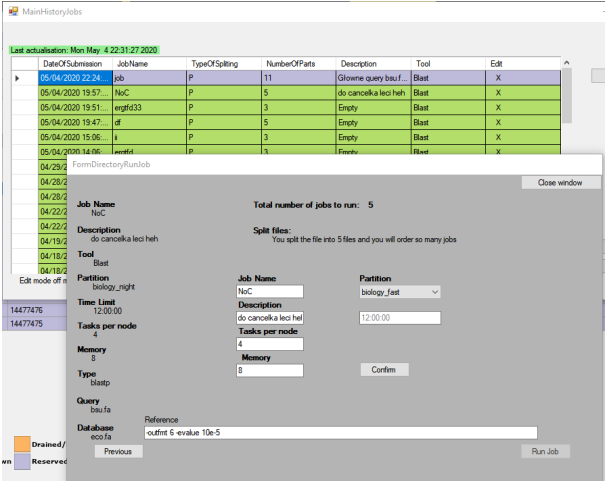 MainHistoryJobs
Last actualisation: Mon May 4 22:31:27 2020
DateOfSubmission JobName TypeOfSpliting NumberOfParts Description Tool Edit
05/04/2020 22:24:... job P 11 Glowne query bsu f... Blast X
05/04/2020 19:57:... NoC P 5 do cancelka leci heh Blast X
05/04/2020 19:51:... ergtfd33 P 3 Empty Blast X
05/04/2020 19:47:... df P 5 Empty Blast X
05/04/2020 15:06:... ii P 3 Empty Blast X
05/04/2020 14:06: ergtfd P 3 Empty Blast X
04/29/2
04/28/2
04/28/2
04/22/2
04/22/2
04/19/2
04/18/2
04/18/2
Edit mode off
14477476
14477475
Drained/
wn Reserved
FormDirectoryRunJob
Close window
Job Name
NoC
Total number of jobs to run: 5
Description
do cancelka leci heh
Split files:
You split the file into 5 files and you will order so many jobs
Tool
Blast
Partition
biology_night
Job Name Partition
NoC biology_fast
Time Limit
12:00:00
Description
do cancelka leci hel 12:00:00
Tasks per node
4
Tasks per node
4
Memory
8
Memory
8 Confirm
Type
blastp
Query
bsu.fa
Reference
Database
eco.fa
-outfmt 6 -evalue 10e-5
Previous Run Job